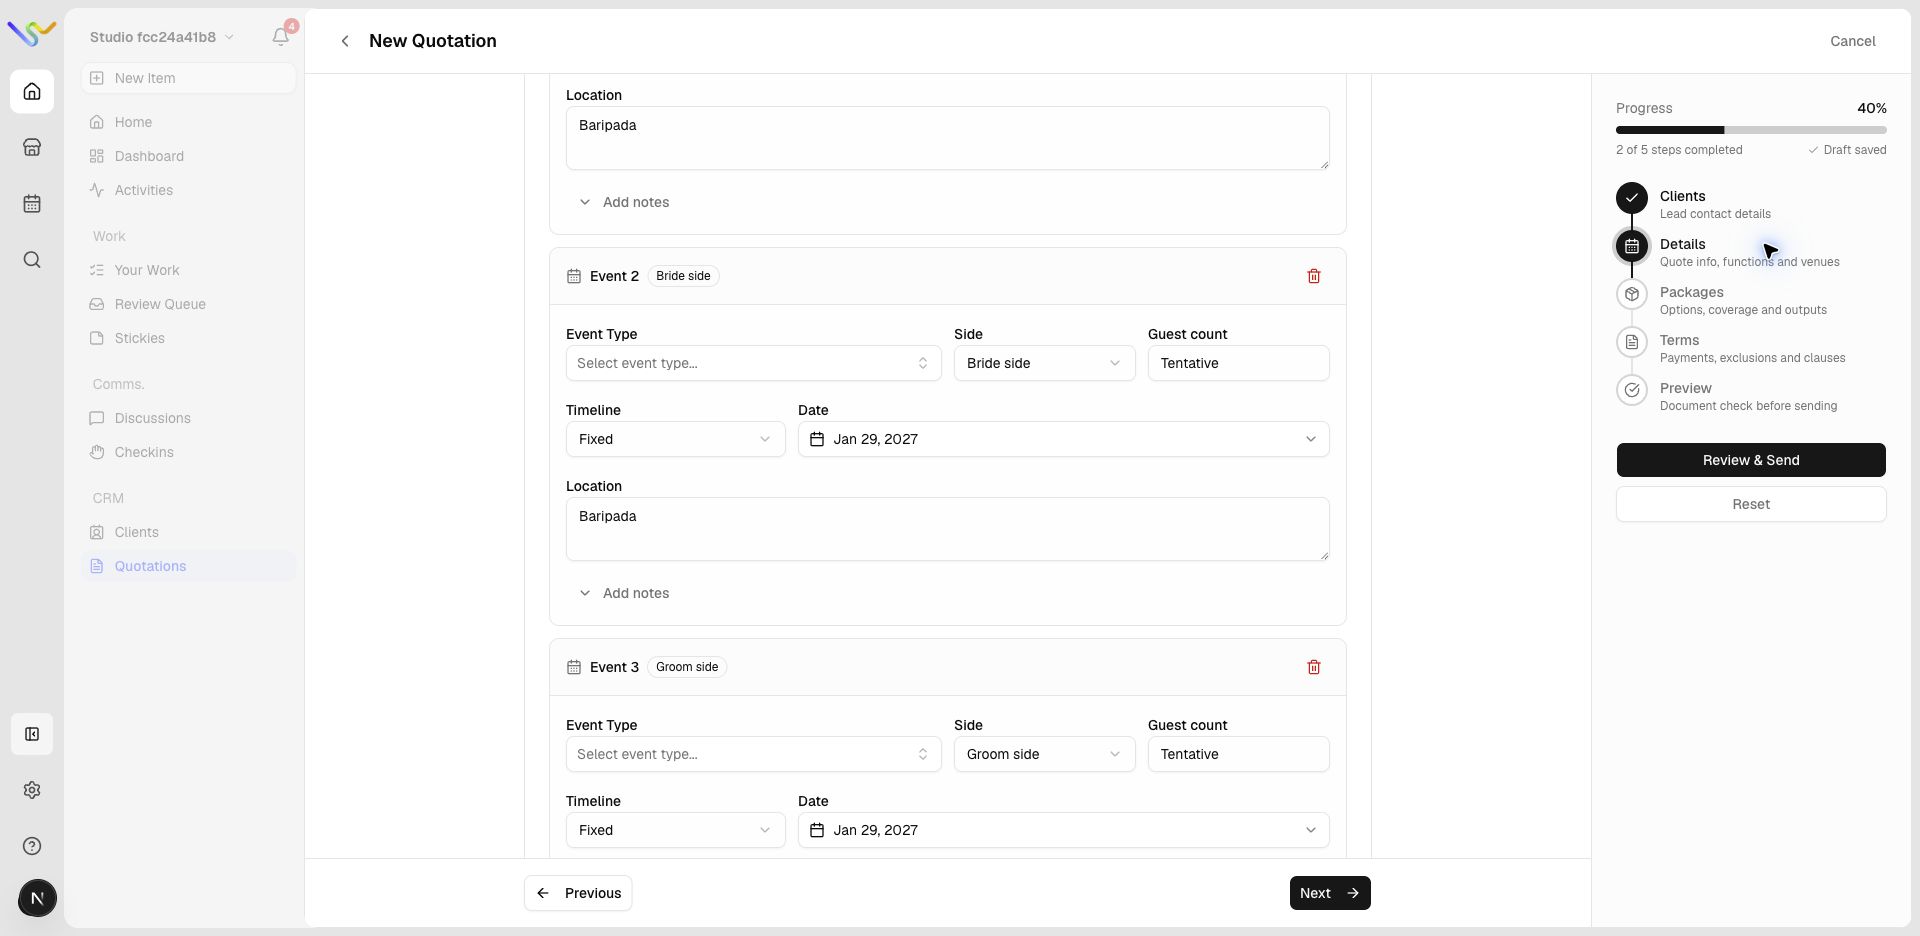 Studio fcc24a41b8
4
New Item
Home
Dashboard
Activities
Work
Your Work
Review Queue
Stickies
Comms.
Discussions
Checkins
CRM
Clients
Quotations
N
New Quotation
Cancel
Location
Baripada
Add notes
Event 2 Bride side
Event Type Side Guest count
Select event type... Bride side Tentative
Timeline Date
Fixed Jan 29, 2027
Location
Baripada
Add notes
Event 3 Groom side
Event Type Side Guest count
Select event type... Groom side Tentative
Timeline Date
Fixed Jan 29, 2027
Previous Next
Progress 40%
2 of 5 steps completed Draft saved
Clients
Lead contact details
Details
Quote info, functions and venues
Packages
Options, coverage and outputs
Terms
Payments, exclusions and clauses
Preview
Document check before sending
Review & Send
Reset